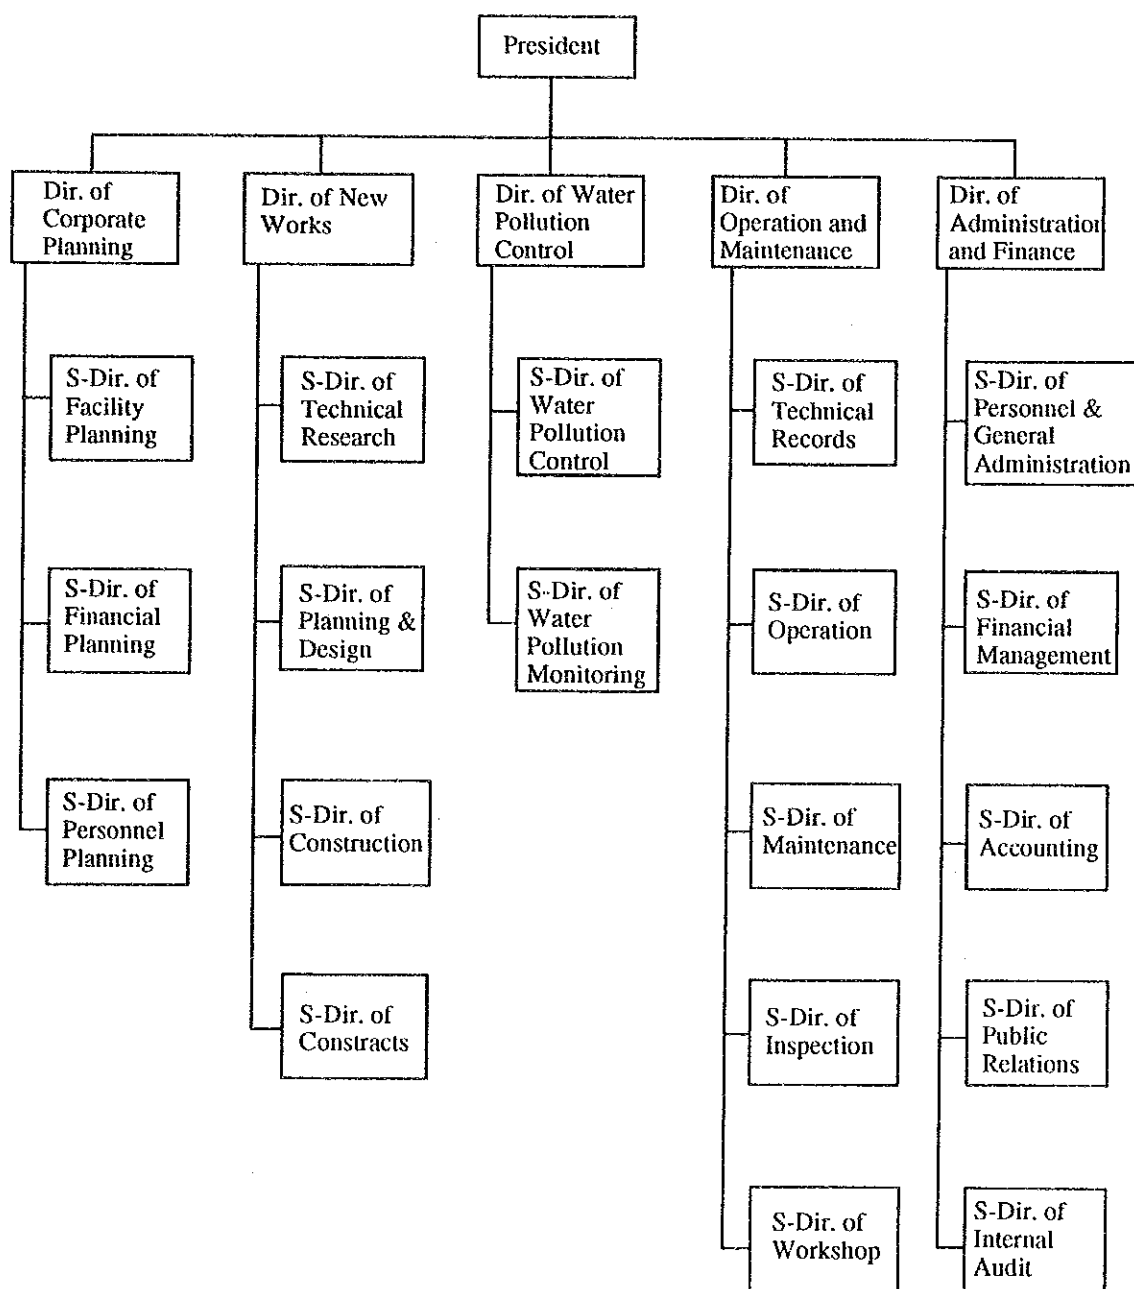 President
Dir. of
Corporate
Planning
Dir. of New
Works
Dir. of Water
Pollution
Control
Dir. of
Operation and
Maintenance
Dir. of
Administration
and Finance
S-Dir. of
Facility
Planning
S-Dir. of
Technical
Research
S-Dir. of
Water
Pollution
Control
S-Dir. of
Technical
Records
S-Dir. of
Personnel &
General
Administration
S-Dir. of
Financial
Planning
S-Dir. of
Planning &
Design
S-Dir. of
Water
Pollution
Monitoring
S-Dir. of
Operation
S-Dir. of
Financial
Management
S-Dir. of
Personnel
Planning
S-Dir. of
Construction
S-Dir. of
Maintenance
S-Dir. of
Accounting
S-Dir. of
Constracts
S-Dir. of
Inspection
S-Dir. of
Public
Relations
S-Dir. of
Workshop
S-Dir. of
Internal
Audit